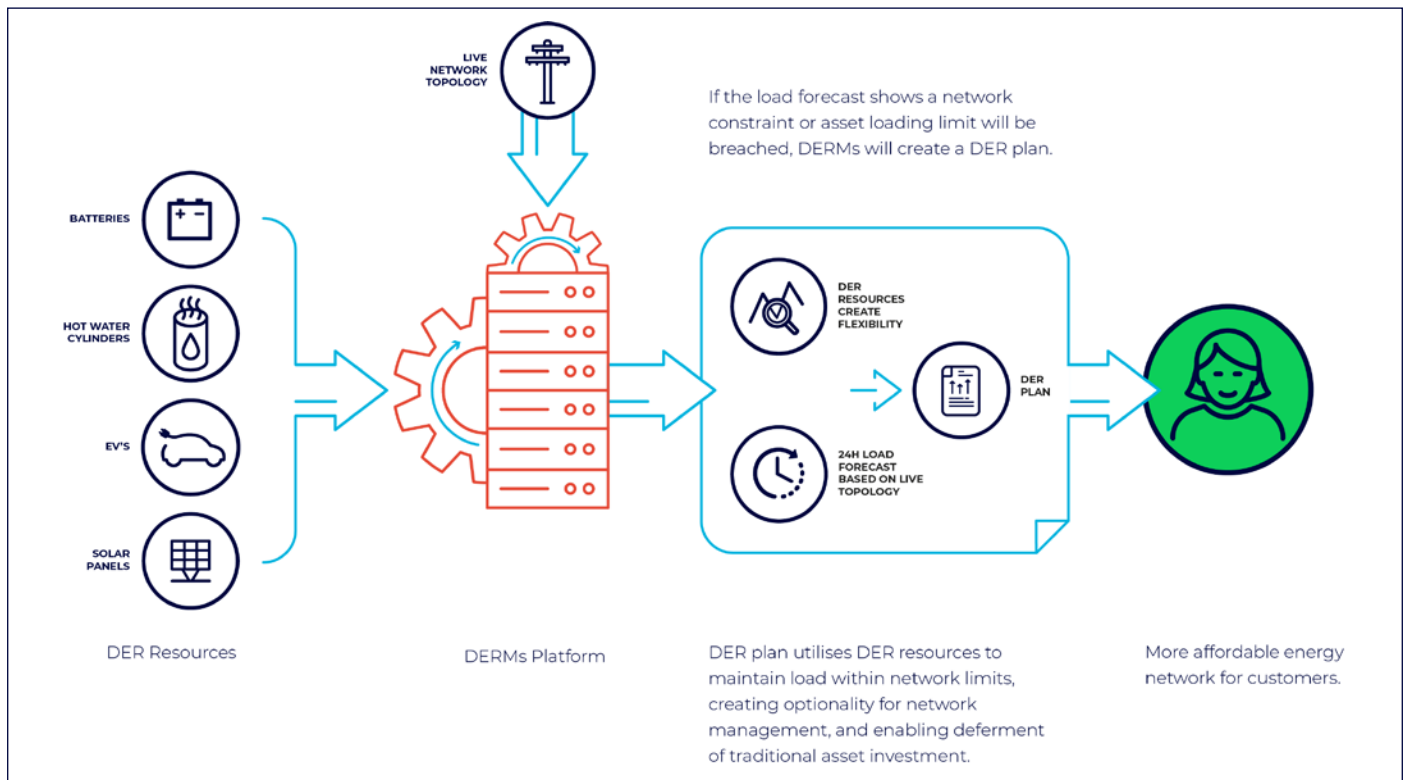 LIVE
NETWORK
TOPOLOGY
If the load forecast shows a network
constraint or asset loading limit will be
breached, DERMs will create a DER plan.
BATTERIES
HOT WATER
CYLINDERS
EV'S
SOLAR
PANELS
DER
RESOURCES
CREATE
FLEXIBILITY
DER
PLAN
24H LOAD
FORECAST
BASED ON LIVE
TOPOLOGY
DER Resources
DERMs Platform
DER plan utilises DER resources to
maintain load within network limits,
creating optionality for network
management, and enabling deferment
of traditional asset investment.
More affordable energy
network for customers.